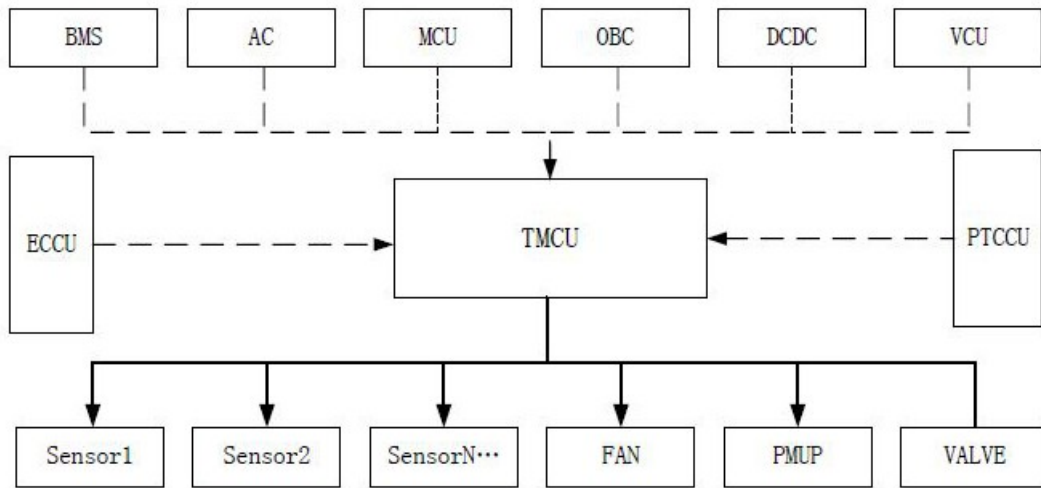 BMS
AC
MCU
OBC
DCDC
VCU
ECCU
TMCU
PTCCU
Sensor1
Sensor2
SensorN…
FAN
PMUP
VALVE